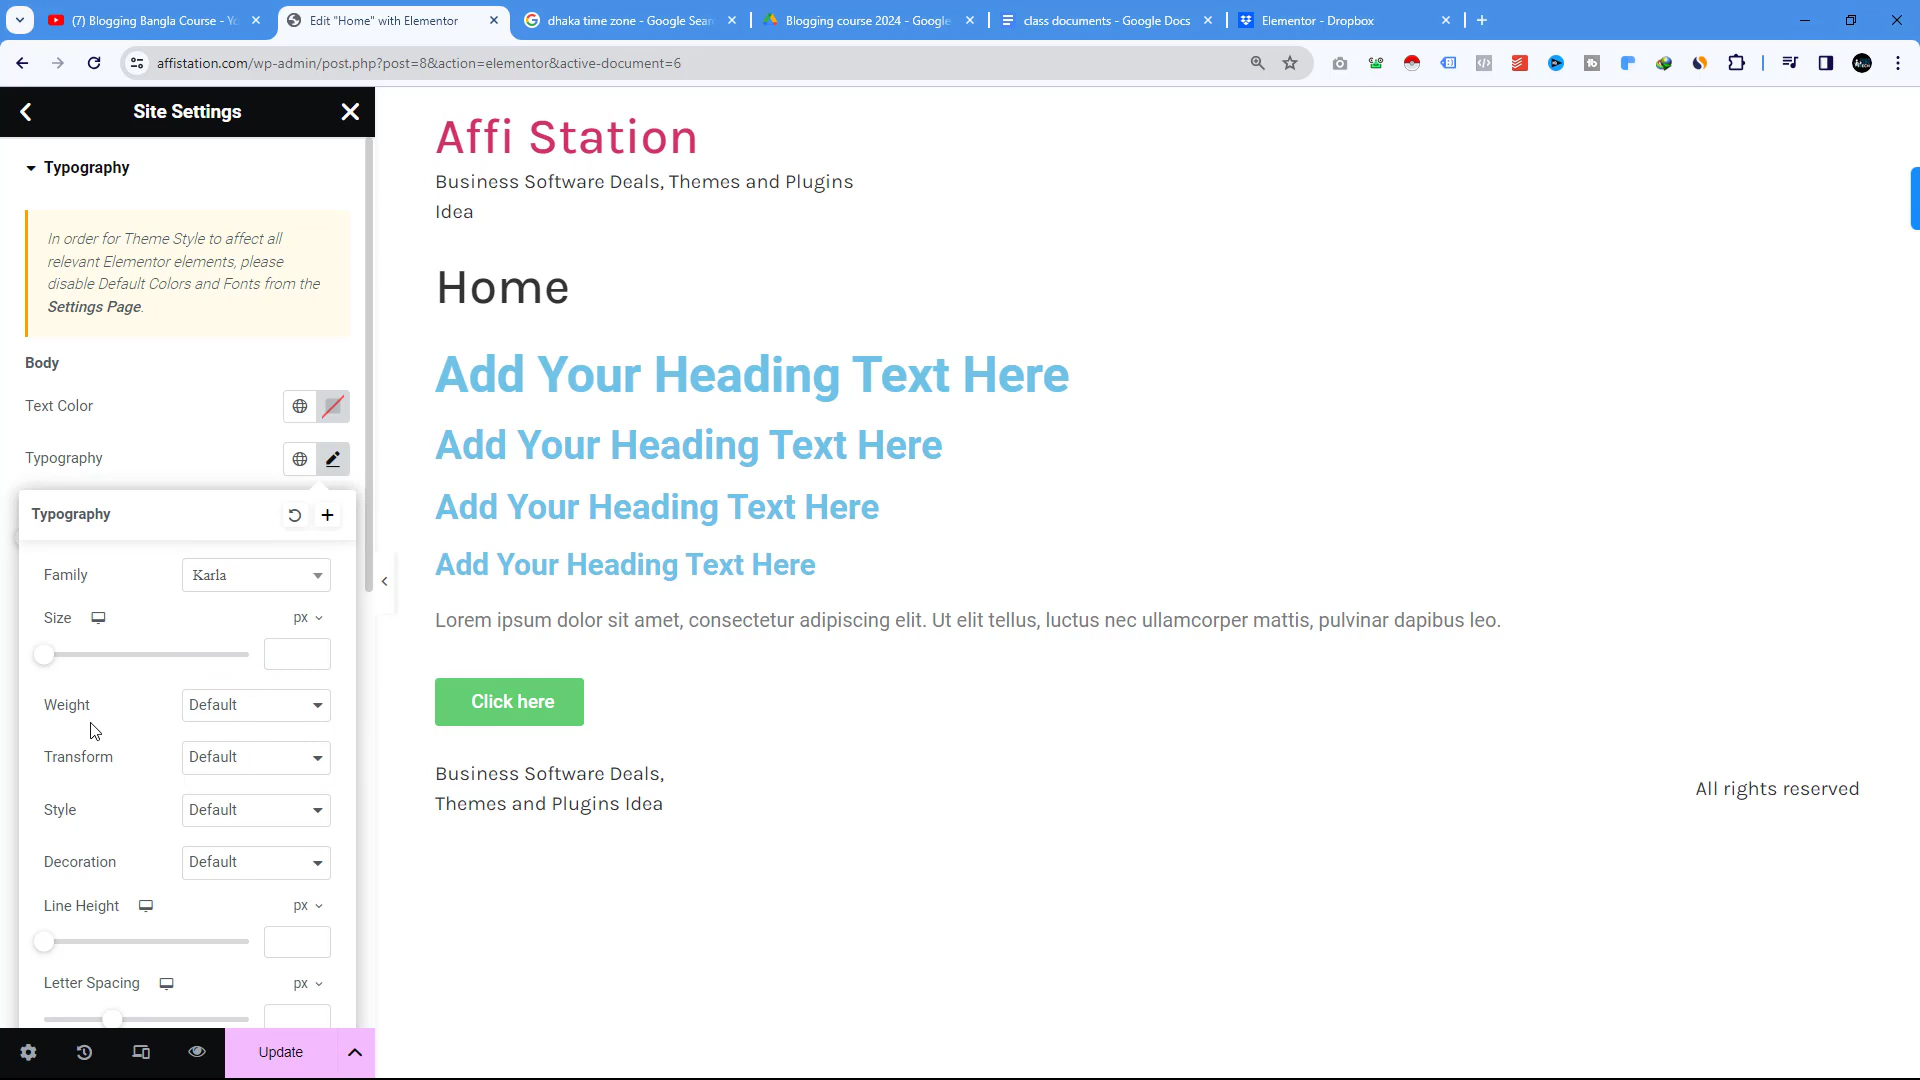 (7) Blogging Bangla Course - Yo
Edit "Home" with Elementor
dhaka time zone - Google Sear
Blogging course 2024 - Google
class documents - Google Docs
Elementor - Dropbox
affistation.com/wp-admin/post.php?post=8&action=elementor&active-document=6
Site Settings
Typography
In order for Theme Style to affect all
relevant Elementor elements, please
disable Default Colors and Fonts from the
Settings Page.
Body
Text Color
Typography
Typography
Family
Karla
Size
px
Weight
Default
Transform
Default
Style
Default
Decoration
Default
Line Height
px
Letter Spacing
px
Update
Affi Station
Business Software Deals, Themes and Plugins
Idea
Home
Add Your Heading Text Here
Add Your Heading Text Here
Add Your Heading Text Here
Add Your Heading Text Here
Lorem ipsum dolor sit amet, consectetur adipiscing elit. Ut elit tellus, luctus nec ullamcorper mattis, pulvinar dapibus leo.
Click here
Business Software Deals,
Themes and Plugins Idea
All rights reserved